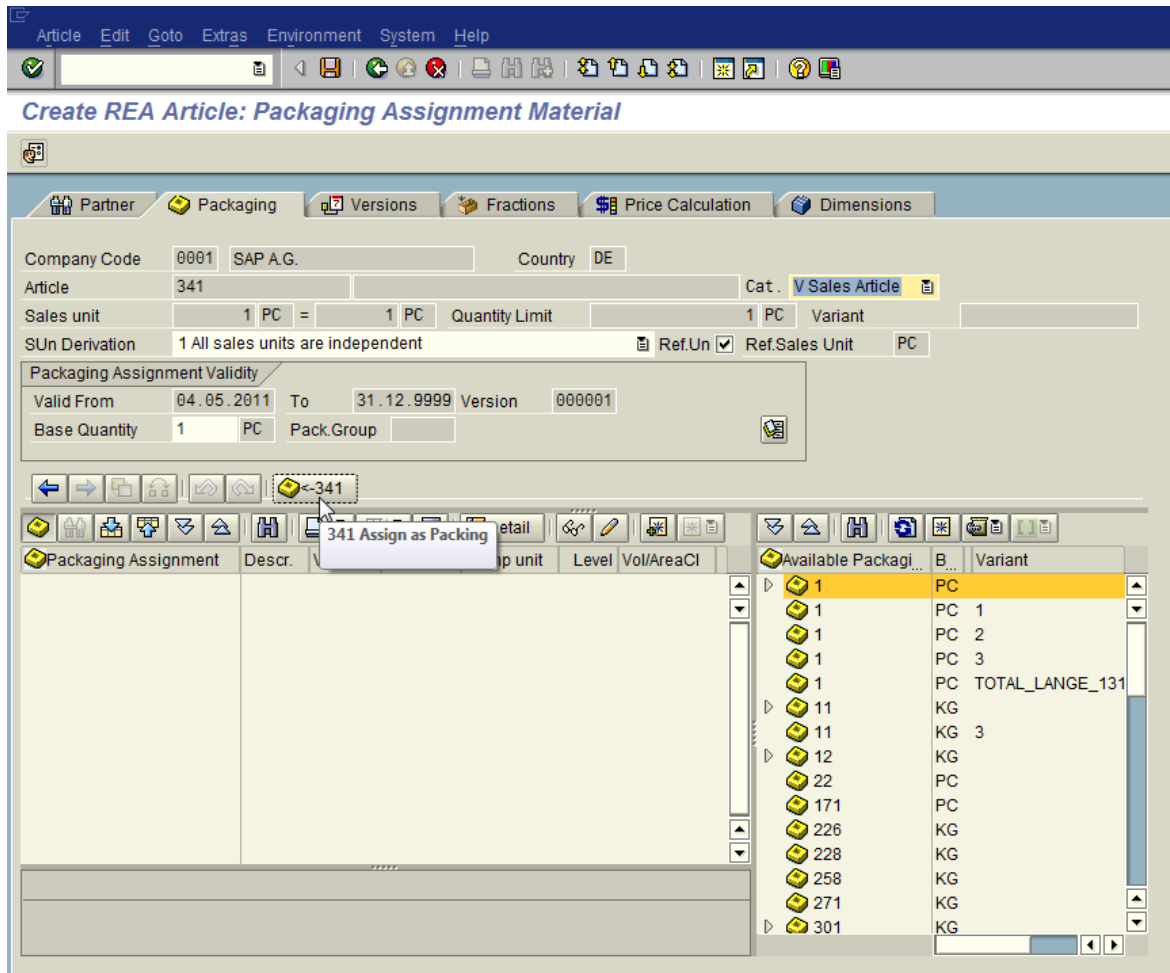 Article Edit Goto Extras Environment System Help
Create REA Article: Packaging Assignment Material
Partner Packaging Versions Fractions Price Calculation Dimensions
Company Code 0001 SAP A.G. Country DE
Article 341 Cat. V Sales Article
Sales unit 1 PC = 1 PC Quantity Limit 1 PC Variant
SUn Derivation 1 All sales units are independent Ref.Un Ref.Sales Unit PC
Packaging Assignment Validity
Valid From 04.05.2011 To 31.12.9999 Version 000001
Base Quantity 1 PC Pack.Group
<-341
etail
341 Assign as Packing
Packaging Assignment Descr. V p unit Level Vol/AreaCl
Available Packagi... B... Variant
1 PC
1 PC 1
1 PC 2
1 PC 3
1 PC TOTAL_LANGE_131
11 KG
11 KG 3
12 KG
22 PC
171 PC
226 KG
228 KG
258 KG
271 KG
301 KG